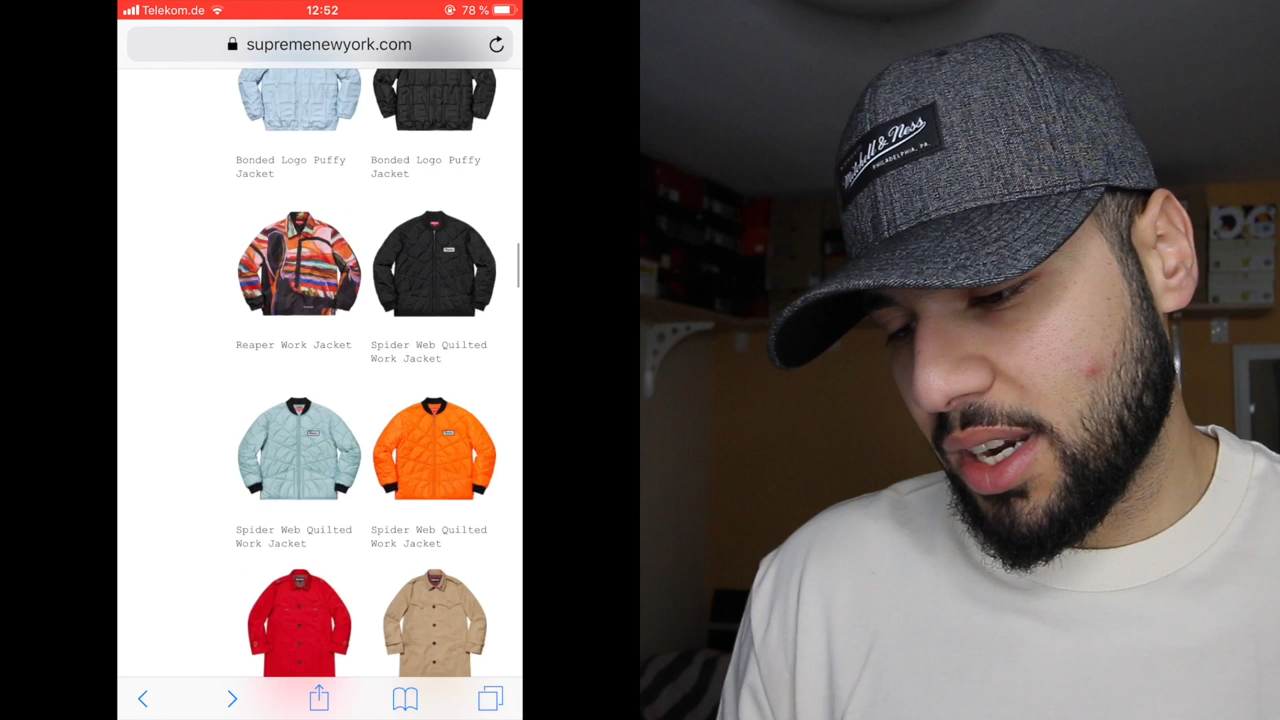 Telekom.de
12:52
78 %
supremenewyork.com
Bonded Logo Puffy
Jacket
Bonded Logo Puffy
Jacket
Reaper Work Jacket
Spider Web Quilted
Work Jacket
Spider Web Quilted
Work Jacket
Spider Web Quilted
Work Jacket
Mitchell & Ness
PHILADELPHIA, PA.